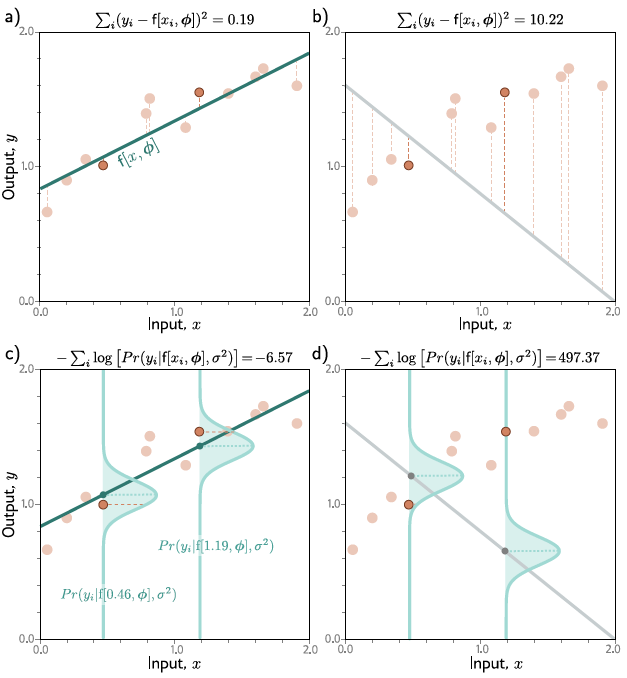 a)
∑ᵢ(yᵢ − f[xᵢ, ϕ])² = 0.19
2.0
1.0
0.0
Output, y
f[x, ϕ]
0.0 1.0 2.0
Input, x
b)
∑ᵢ(yᵢ − f[xᵢ, ϕ])² = 10.22
2.0
1.0
0.0
0.0 1.0 2.0
Input, x
c)
− ∑ᵢ log [Pr(yᵢ|f[xᵢ, ϕ], σ²)] = −6.57
2.0
1.0
0.0
Output, y
Pr(yᵢ|f[1.19, ϕ], σ²)
Pr(yᵢ|f[0.46, ϕ], σ²)
0.0 1.0 2.0
Input, x
d)
− ∑ᵢ log [Pr(yᵢ|f[xᵢ, ϕ], σ²)] = 497.37
2.0
1.0
0.0
0.0 1.0 2.0
Input, x